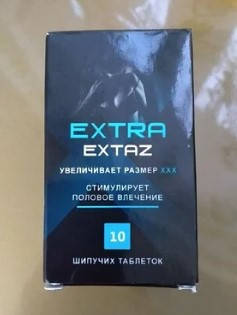 EXTRA
EXTAZ
УВЕЛИЧИВАЕТ РАЗМЕР XXX
СТИМУЛИРУЕТ
ПОЛОВОЕ ВЛЕЧЕНИЕ
10
ШИПУЧИХ ТАБЛЕТОК